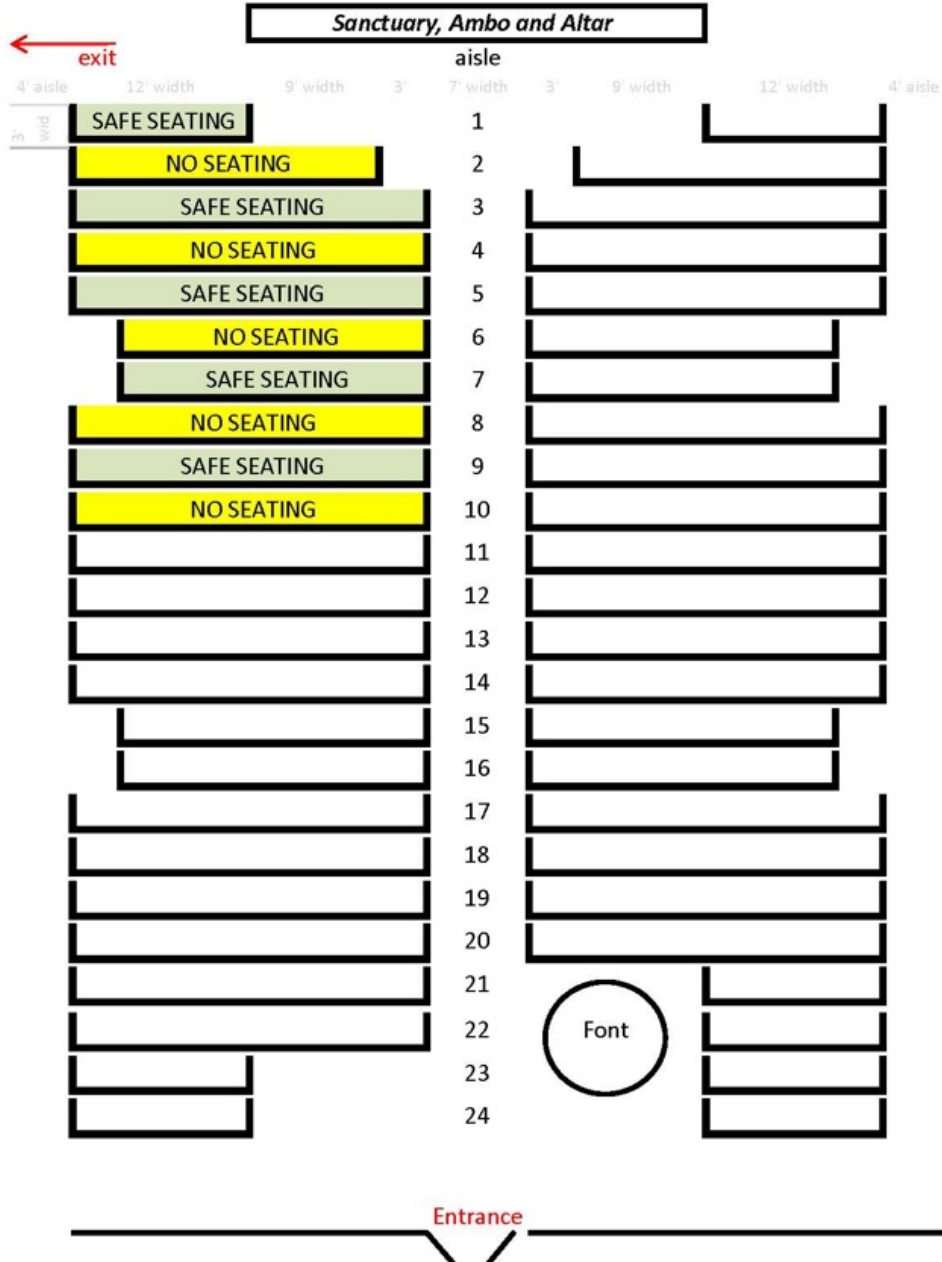 Sanctuary, Ambo and Altar
exit
aisle
4' aisle 12' width 9' width 3' 7' width 3' 9' width 12' width 4' aisle
3' wid
SAFE SEATING 1
NO SEATING 2
SAFE SEATING 3
NO SEATING 4
SAFE SEATING 5
NO SEATING 6
SAFE SEATING 7
NO SEATING 8
SAFE SEATING 9
NO SEATING 10
11
12
13
14
15
16
17
18
19
20
21
22 Font
23
24
Entrance